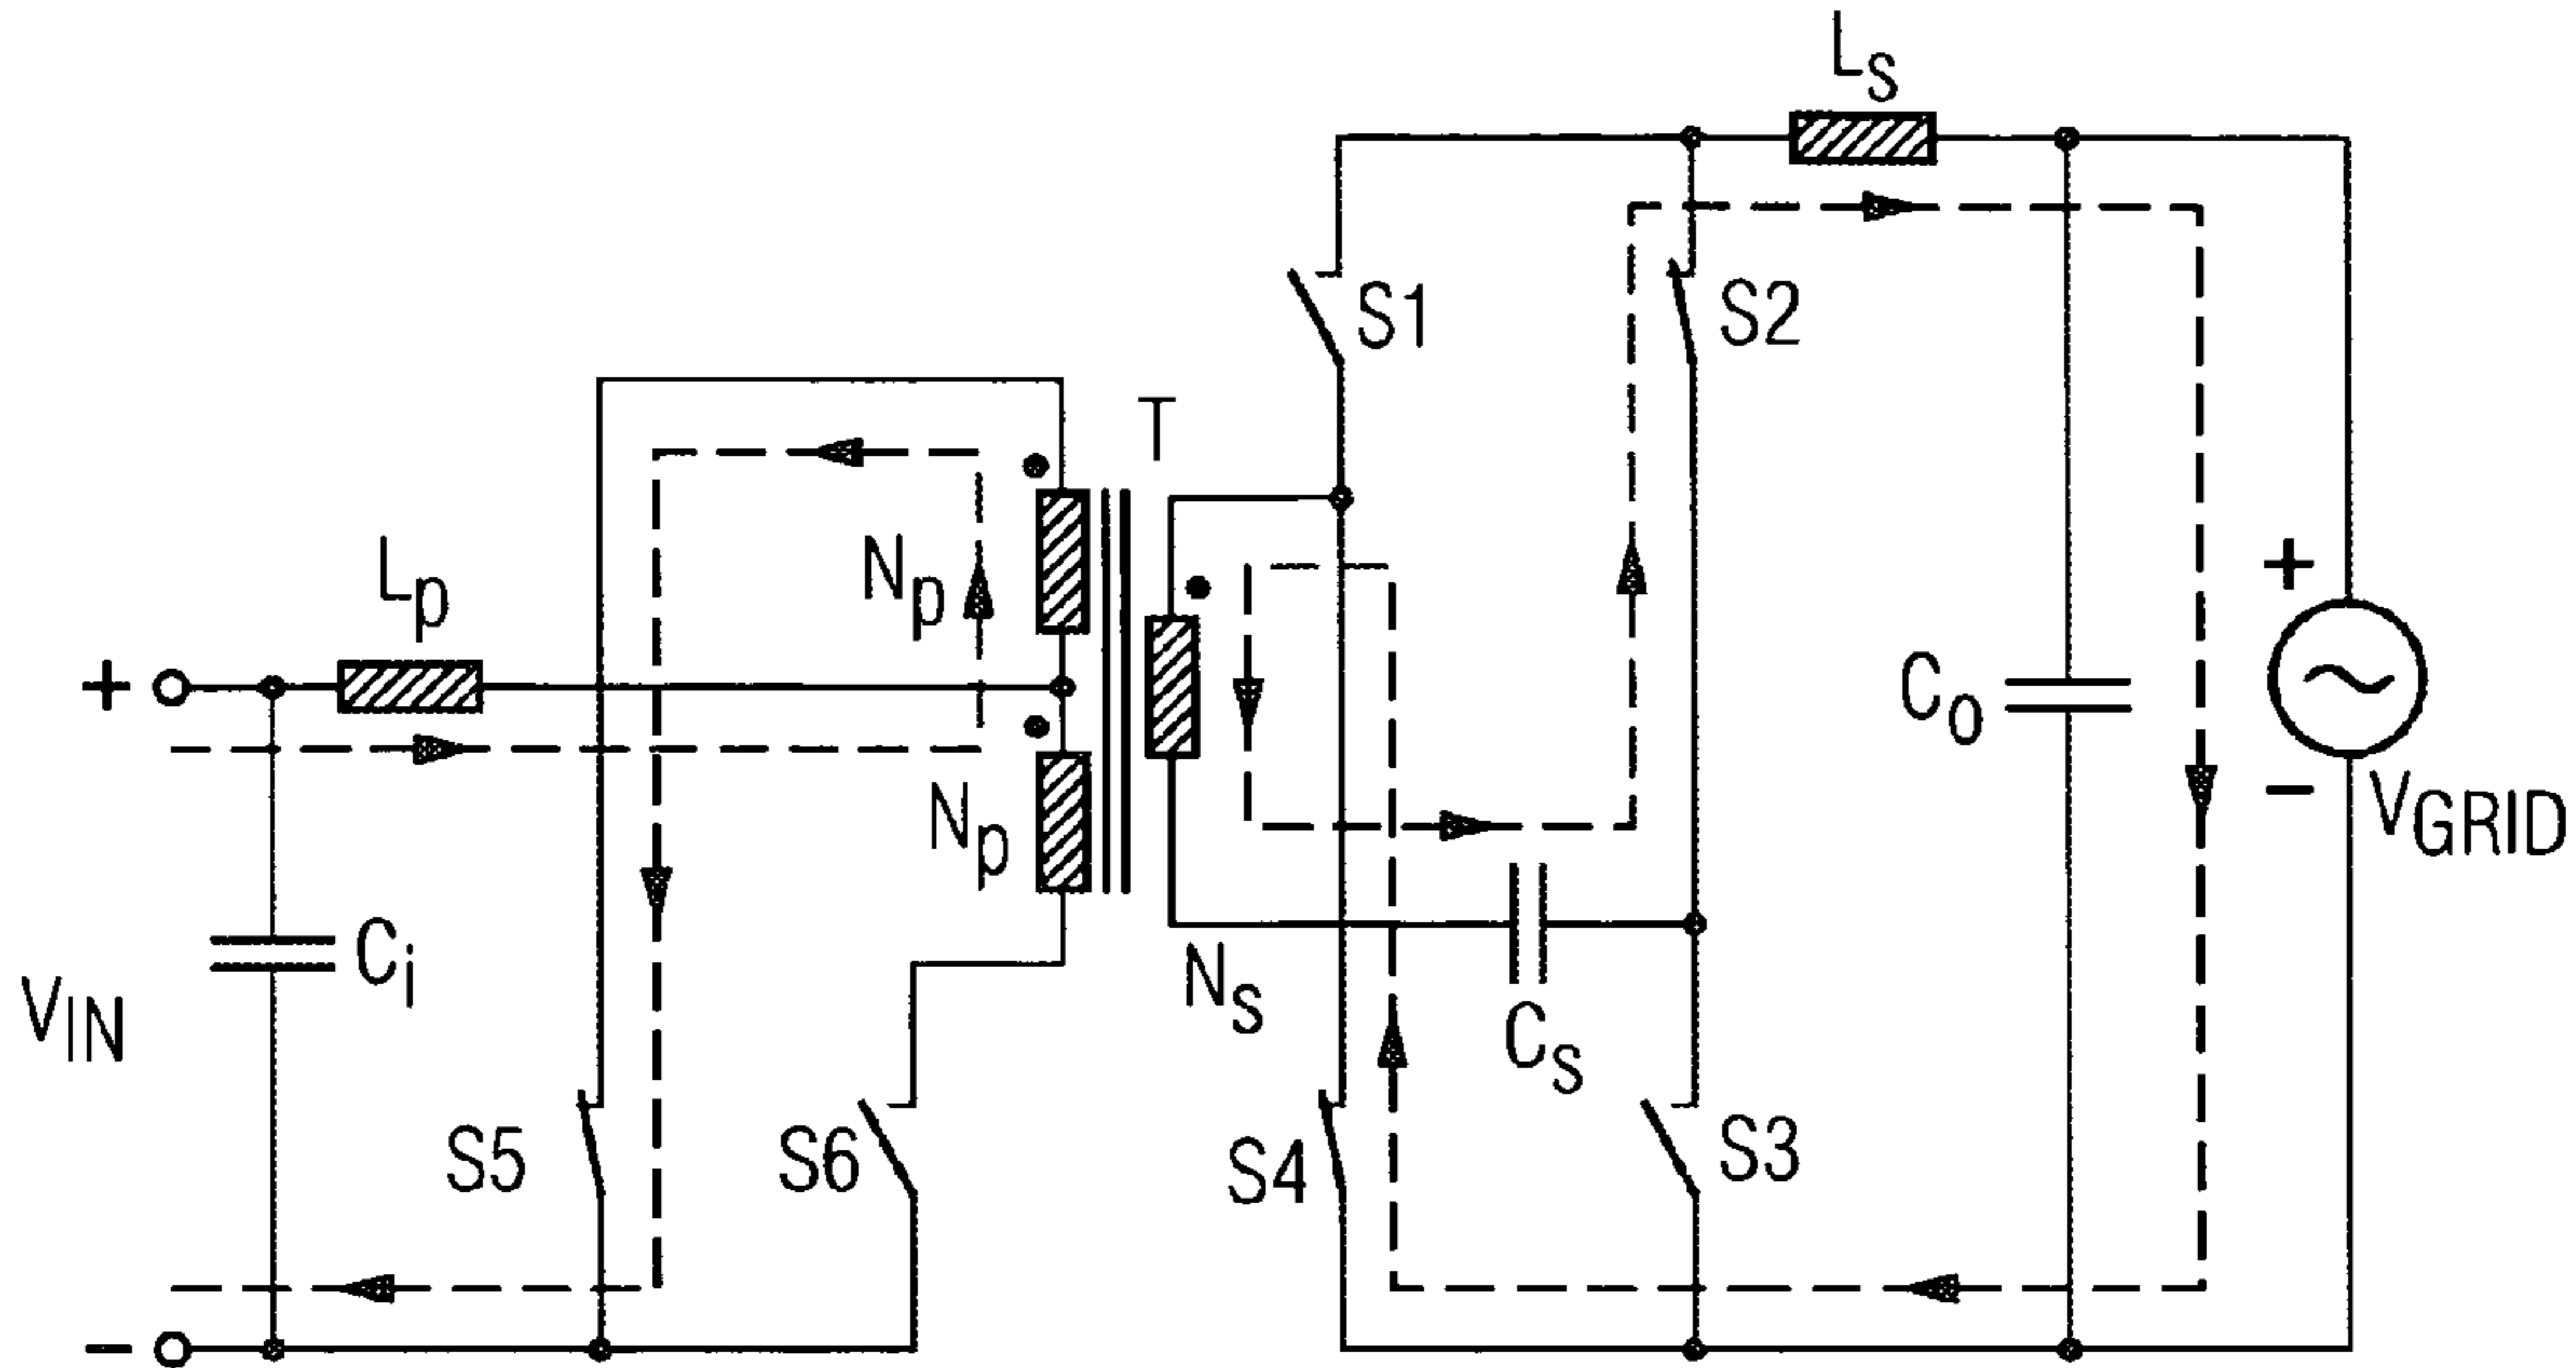 Ls
S1
S2
T
Lp
Np
+
+
Np
Co
−
VGRID
Ci
VIN
Ns
Cs
S5
S6
S4
S3
−